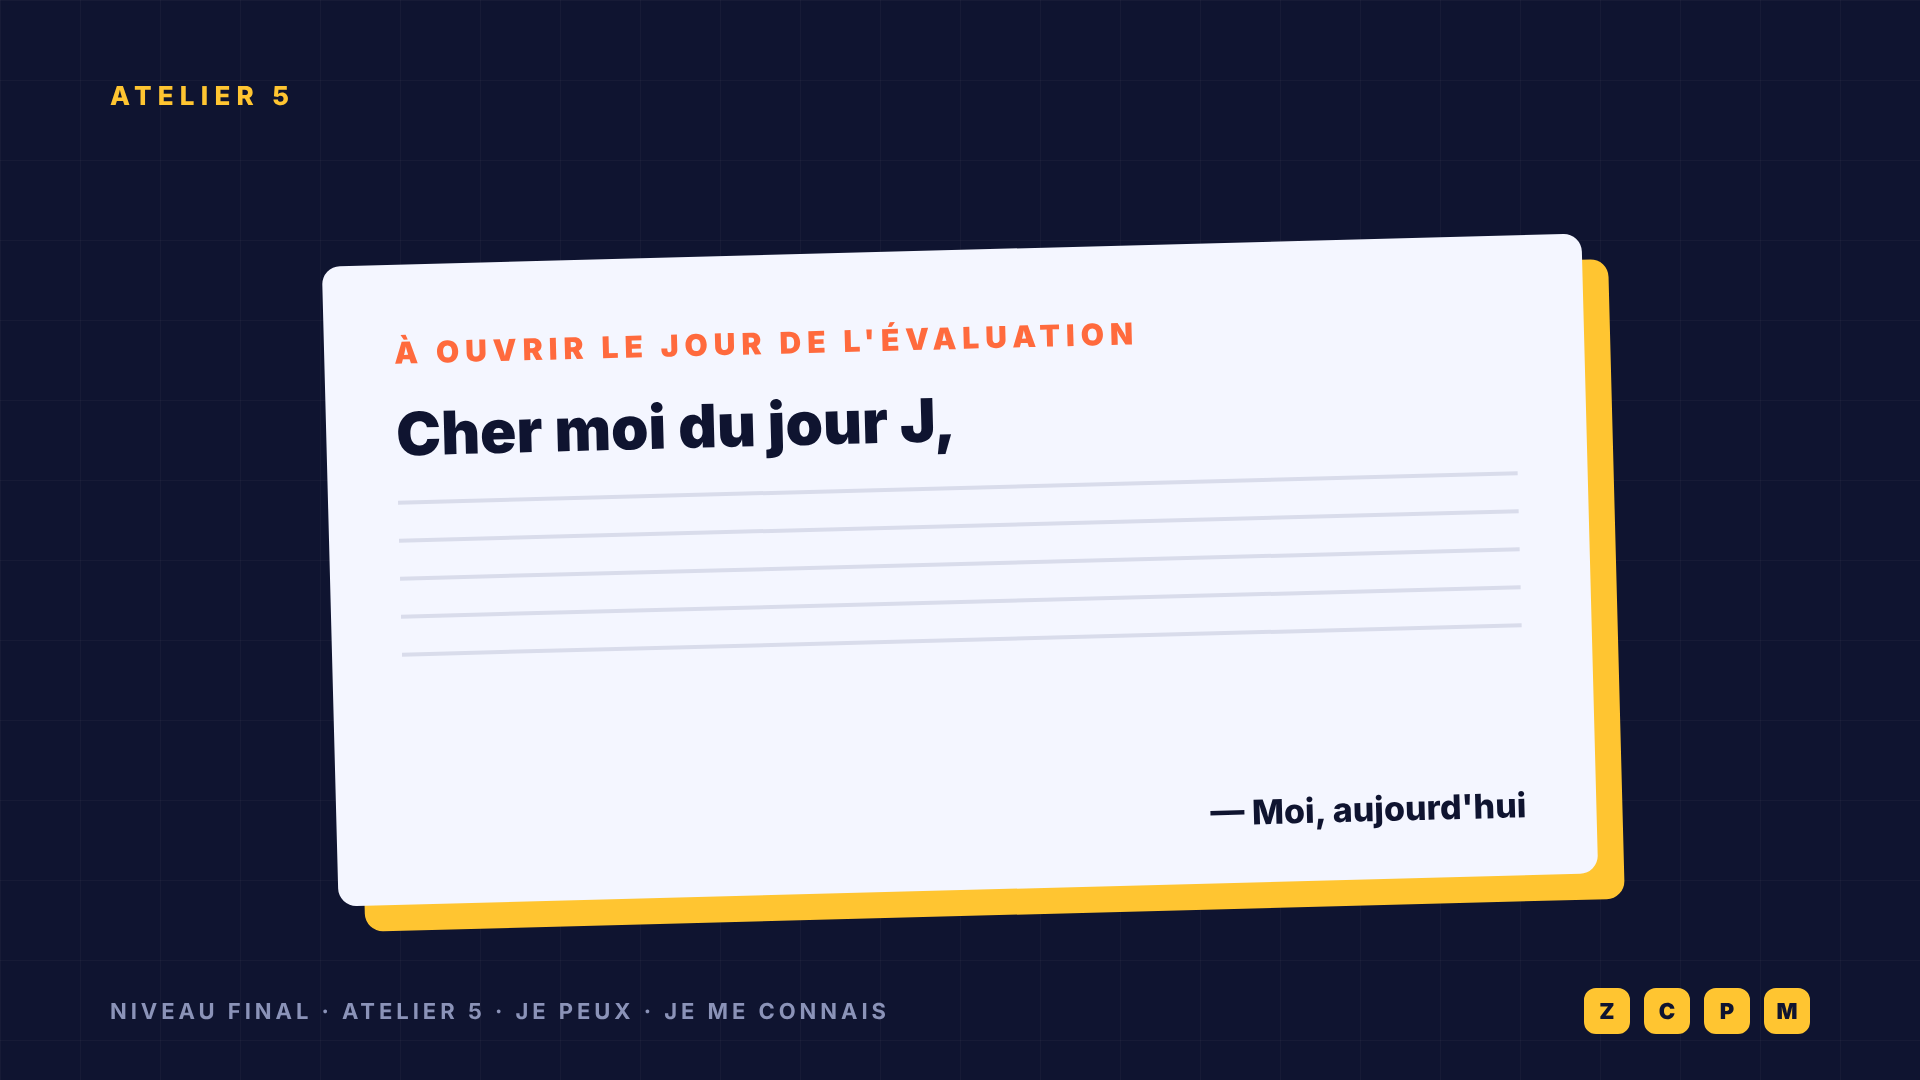 ATELIER 5
À OUVRIR LE JOUR DE L'ÉVALUATION
Cher moi du jour J,
— Moi, aujourd'hui
NIVEAU FINAL · ATELIER 5 · JE PEUX · JE ME CONNAIS
Z C P M